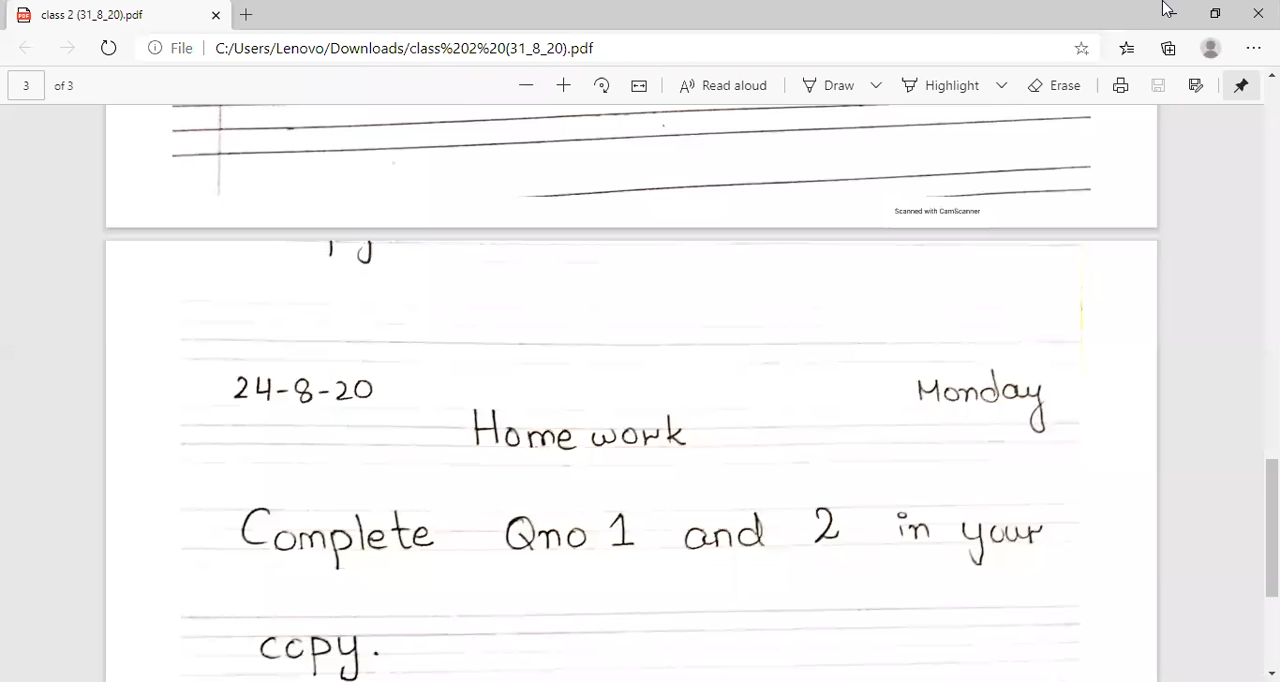 class 2 (31_8_20).pdf
File C:/Users/Lenovo/Downloads/class%202%20(31_8_20).pdf
3 of 3 Read aloud Draw Highlight Erase
Scanned with CamScanner
24-8-20 Monday
Home work
Complete Qno 1 and 2 in your
copy.